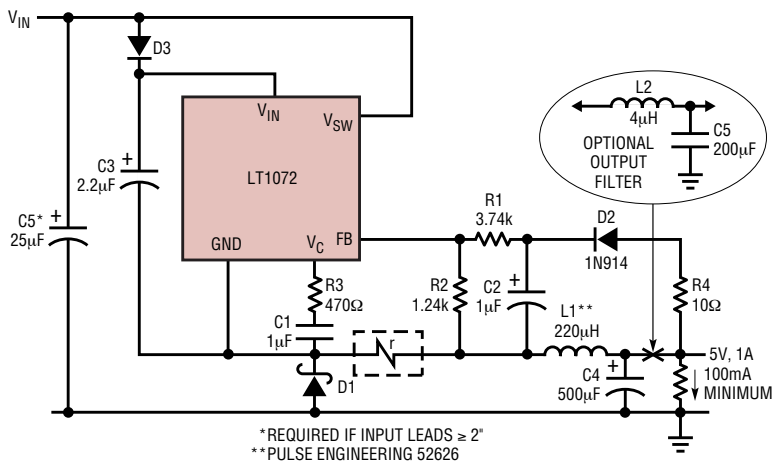 VIN
D3
VIN
VSW
LT1072
GND
VC
FB
C3
2.2μF
+
C5*
25μF
+
R3
470Ω
C1
1μF
D1
r
R1
3.74k
R2
1.24k
C2
1μF
+
D2
1N914
L1**
220μH
R4
10Ω
C4
500μF
+
5V, 1A
100mA
MINIMUM
L2
4μH
C5
200μF
OPTIONAL
OUTPUT
FILTER
*REQUIRED IF INPUT LEADS ≥ 2"
**PULSE ENGINEERING 52626